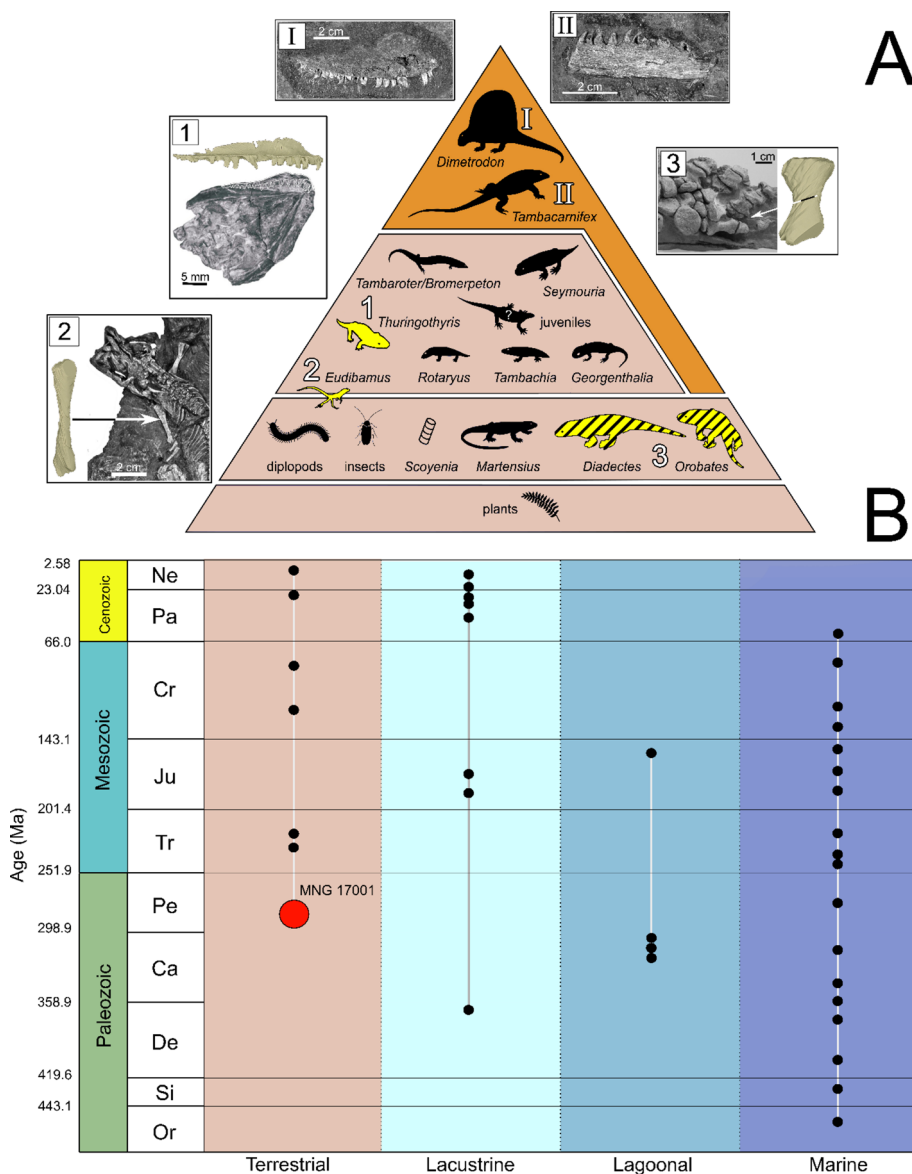 A
I
2 cm
II
2 cm
1
5 mm
3
1 cm
I
Dimetrodon
II
Tambacarnifex
Tambaroter/Bromerpeton
Seymouria
1
Thuringothyris
?
juveniles
2
Eudibamus
Rotaryus
Tambachia
Georgenthalia
2
2 cm
diplopods
insects
Scoyenia
Martensius
Diadectes
3
Orobates
plants
B
Age (Ma)
2.58
23.04
66.0
143.1
201.4
251.9
298.9
358.9
419.6
443.1
Cenozoic
Mesozoic
Paleozoic
Ne
Pa
Cr
Ju
Tr
Pe
Ca
De
Si
Or
MNG 17001
Terrestrial
Lacustrine
Lagoonal
Marine